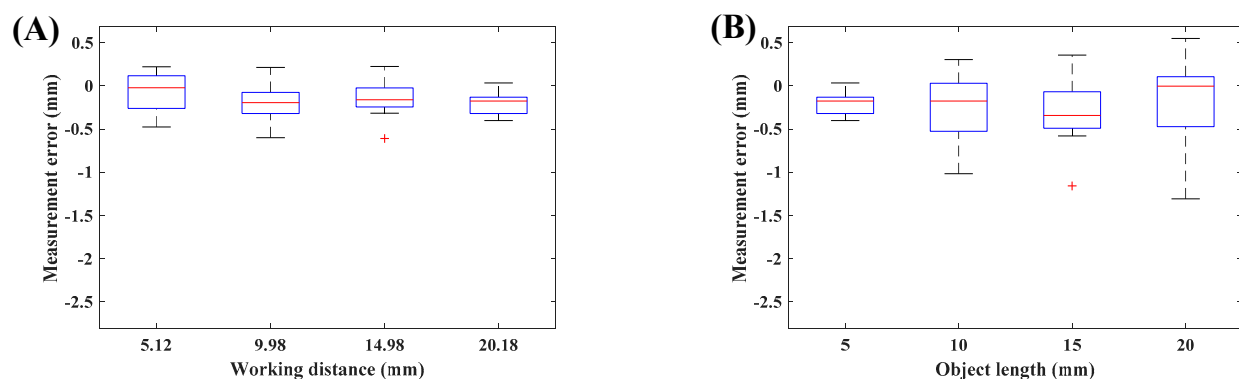 (A)
Measurement error (mm)
0.5
0
-0.5
-1
-1.5
-2
-2.5
5.12 9.98 14.98 20.18
Working distance (mm)
(B)
Measurement error (mm)
0.5
0
-0.5
-1
-1.5
-2
-2.5
5 10 15 20
Object length (mm)